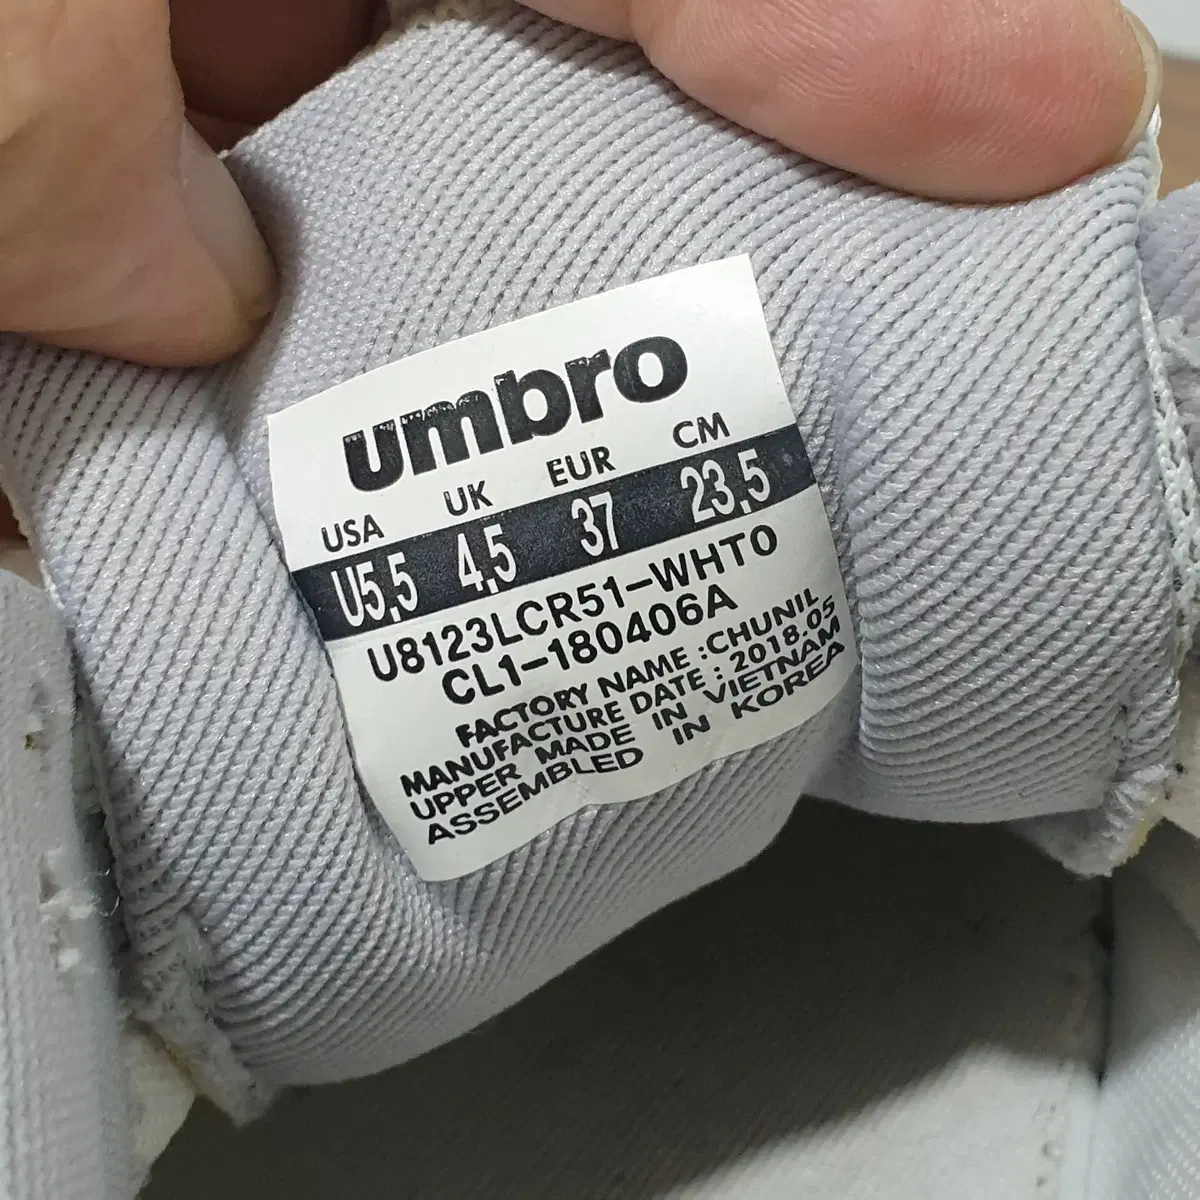 umbro
USA UK EUR CM
U5,5 4,5 37 23,5
U8123LCR51-WHTO
CL1-180406A
FACTORY NAME :CHUNIL
MANUFACTURE DATE : 2018.05
UPPER MADE IN VIETNAM
ASSEMBLED IN KOREA